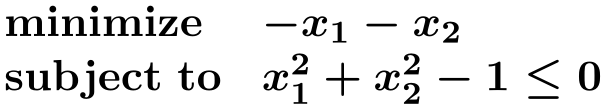 minimize −x₁ − x₂
subject to x₁² + x₂² − 1 ≤ 0